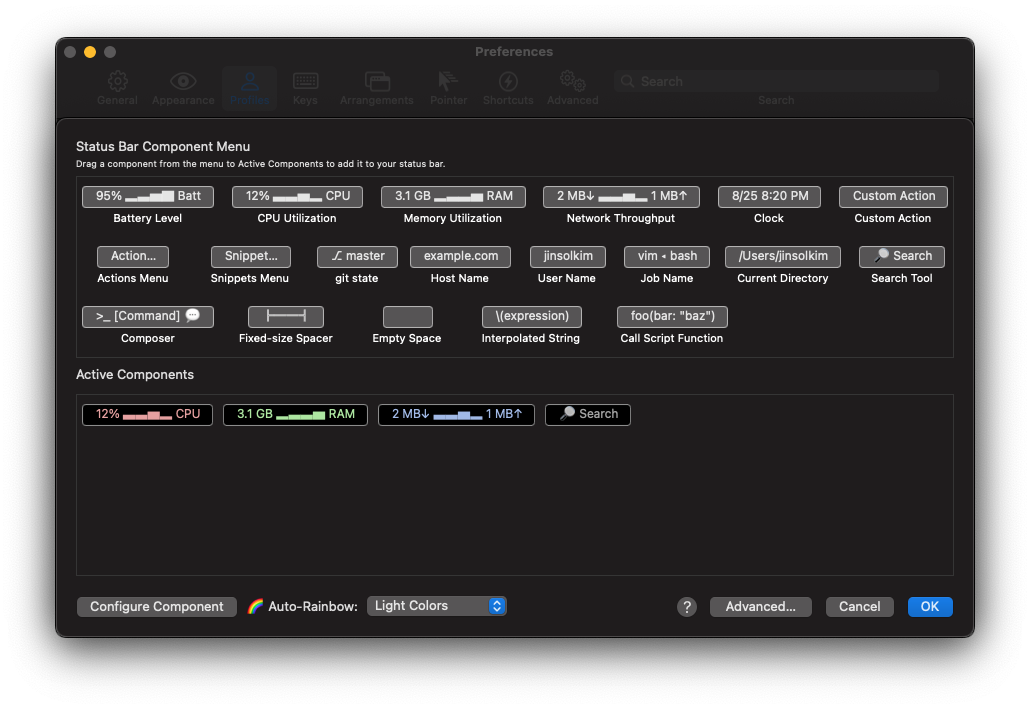 Preferences
General Appearance Profiles Keys Arrangements Pointer Shortcuts Advanced Search
Search
Status Bar Component Menu
Drag a component from the menu to Active Components to add it to your status bar.
95% Batt 12% CPU 3.1 GB RAM 2 MB↓ 1 MB↑ 8/25 8:20 PM Custom Action
Battery Level CPU Utilization Memory Utilization Network Throughput Clock Custom Action
Action... Snippet... master example.com jinsolkim vim ◂ bash /Users/jinsolkim Search
Actions Menu Snippets Menu git state Host Name User Name Job Name Current Directory Search Tool
>_ [Command] \(expression) foo(bar: "baz")
Composer Fixed-size Spacer Empty Space Interpolated String Call Script Function
Active Components
12% CPU 3.1 GB RAM 2 MB↓ 1 MB↑ Search
Configure Component Auto-Rainbow: Light Colors ? Advanced... Cancel OK